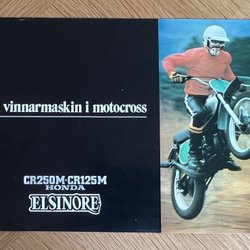 vinnarmaskin i motocross
CR250M·CR125M
HONDA
ELSINORE